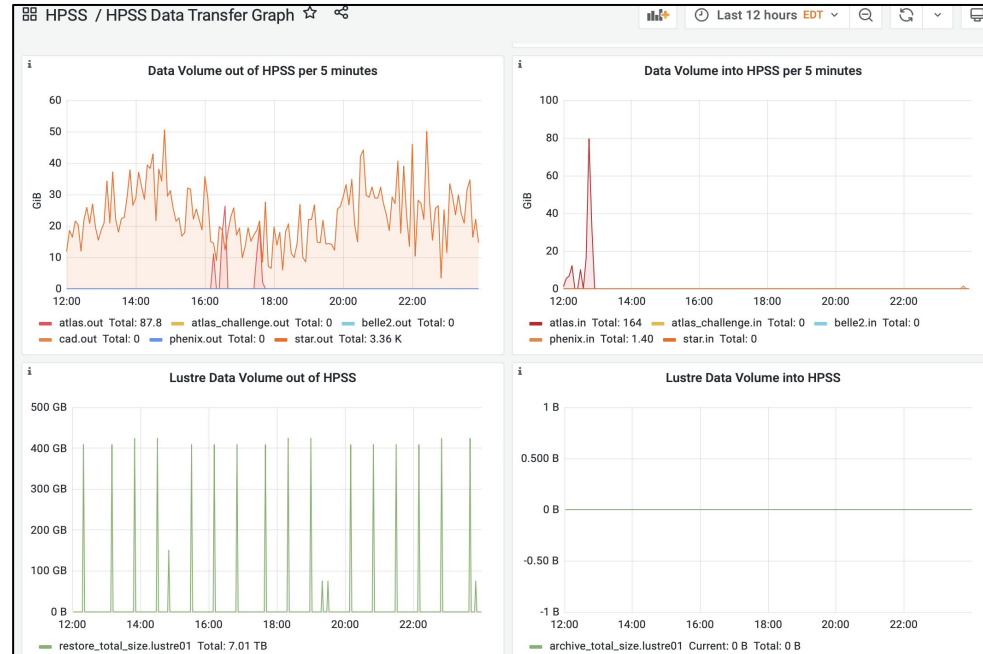 HPSS / HPSS Data Transfer Graph
Last 12 hours EDT
i
Data Volume out of HPSS per 5 minutes
60
50
40
30
20
10
0
GiB
12:00 14:00 16:00 18:00 20:00 22:00
atlas.out Total: 87.8 atlas_challenge.out Total: 0 belle2.out Total: 0
cad.out Total: 0 phenix.out Total: 0 star.out Total: 3.36 K
i
Data Volume into HPSS per 5 minutes
100
80
60
40
20
0
GiB
12:00 14:00 16:00 18:00 20:00 22:00
atlas.in Total: 164 atlas_challenge.in Total: 0 belle2.in Total: 0
phenix.in Total: 1.40 star.in Total: 0
i
Lustre Data Volume out of HPSS
500 GB
400 GB
300 GB
200 GB
100 GB
0 B
12:00 14:00 16:00 18:00 20:00 22:00
restore_total_size.lustre01 Total: 7.01 TB
i
Lustre Data Volume into HPSS
1 B
0.500 B
0 B
-0.50 B
-1 B
12:00 14:00 16:00 18:00 20:00 22:00
archive_total_size.lustre01 Current: 0 B Total: 0 B